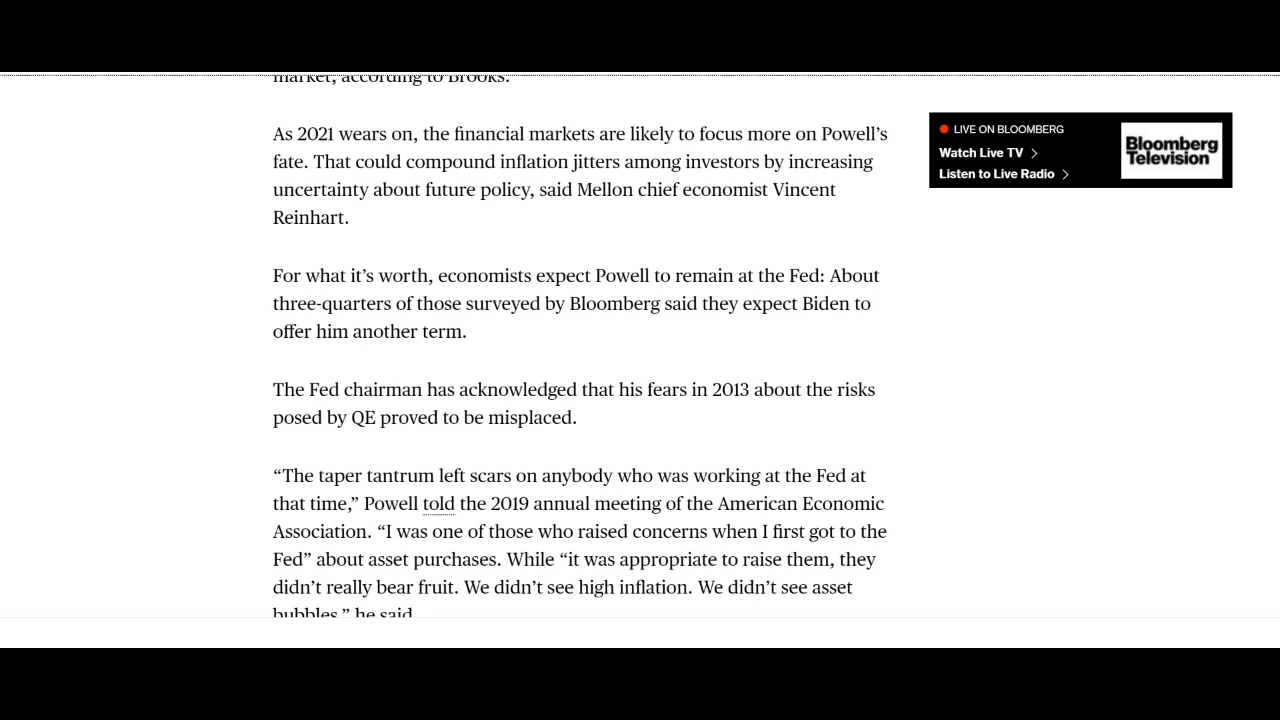 market, according to Brooks.
As 2021 wears on, the financial markets are likely to focus more on Powell’s
fate. That could compound inflation jitters among investors by increasing
uncertainty about future policy, said Mellon chief economist Vincent
Reinhart.
For what it’s worth, economists expect Powell to remain at the Fed: About
three-quarters of those surveyed by Bloomberg said they expect Biden to
offer him another term.
The Fed chairman has acknowledged that his fears in 2013 about the risks
posed by QE proved to be misplaced.
“The taper tantrum left scars on anybody who was working at the Fed at
that time,” Powell told the 2019 annual meeting of the American Economic
Association. “I was one of those who raised concerns when I first got to the
Fed” about asset purchases. While “it was appropriate to raise them, they
didn’t really bear fruit. We didn’t see high inflation. We didn’t see asset
bubbles,” he said.
LIVE ON BLOOMBERG
Watch Live TV
Listen to Live Radio
Bloomberg
Television